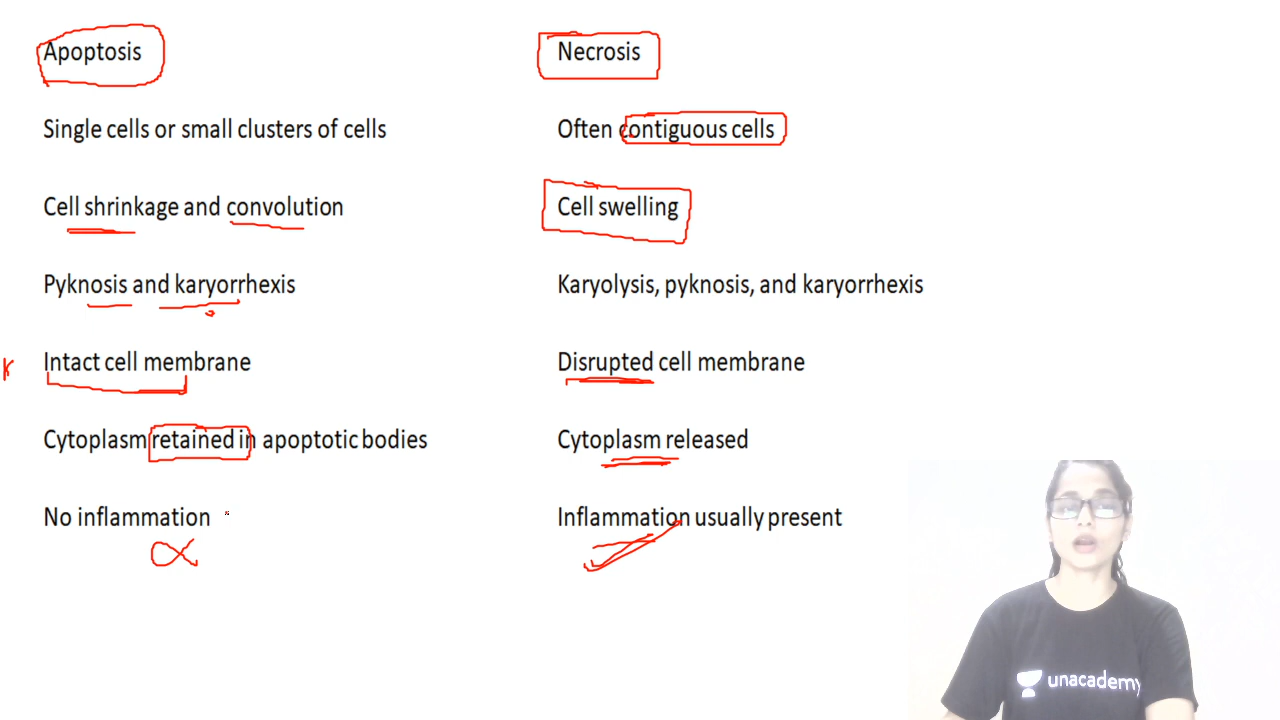 Apoptosis Necrosis
Single cells or small clusters of cells Often contiguous cells
Cell shrinkage and convolution Cell swelling
Pyknosis and karyorrhexis Karyolysis, pyknosis, and karyorrhexis
Intact cell membrane Disrupted cell membrane
Cytoplasm retained in apoptotic bodies Cytoplasm released
No inflammation Inflammation usually present
unacademy